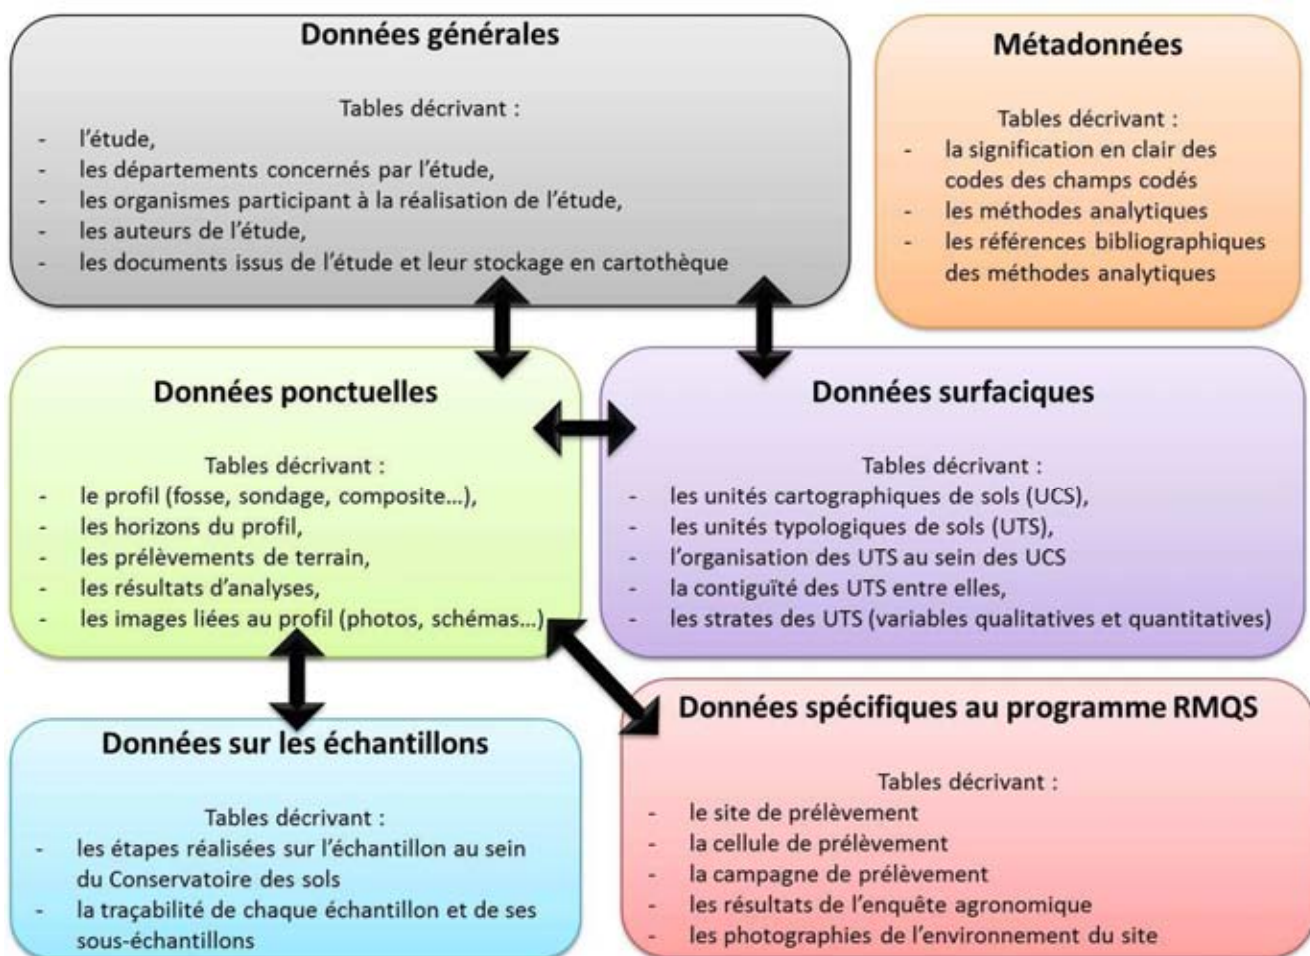 Données générales
Tables décrivant :
- l'étude,
- les départements concernés par l'étude,
- les organismes participant à la réalisation de l'étude,
- les auteurs de l'étude,
- les documents issus de l'étude et leur stockage en cartothèque
Métadonnées
Tables décrivant :
- la signification en clair des
codes des champs codés
- les méthodes analytiques
- les références bibliographiques
des méthodes analytiques
Données ponctuelles
Tables décrivant :
- le profil (fosse, sondage, composite...),
- les horizons du profil,
- les prélèvements de terrain,
- les résultats d'analyses,
- les images liées au profil (photos, schémas...)
Données surfaciques
Tables décrivant :
- les unités cartographiques de sols (UCS),
- les unités typologiques de sols (UTS),
- l'organisation des UTS au sein des UCS
- la contiguïté des UTS entre elles,
- les strates des UTS (variables qualitatives et quantitatives)
Données sur les échantillons
Tables décrivant :
- les étapes réalisées sur l'échantillon au sein
du Conservatoire des sols
- la traçabilité de chaque échantillon et de ses
sous-échantillons
Données spécifiques au programme RMQS
Tables décrivant :
- le site de prélèvement
- la cellule de prélèvement
- la campagne de prélèvement
- les résultats de l'enquête agronomique
- les photographies de l'environnement du site